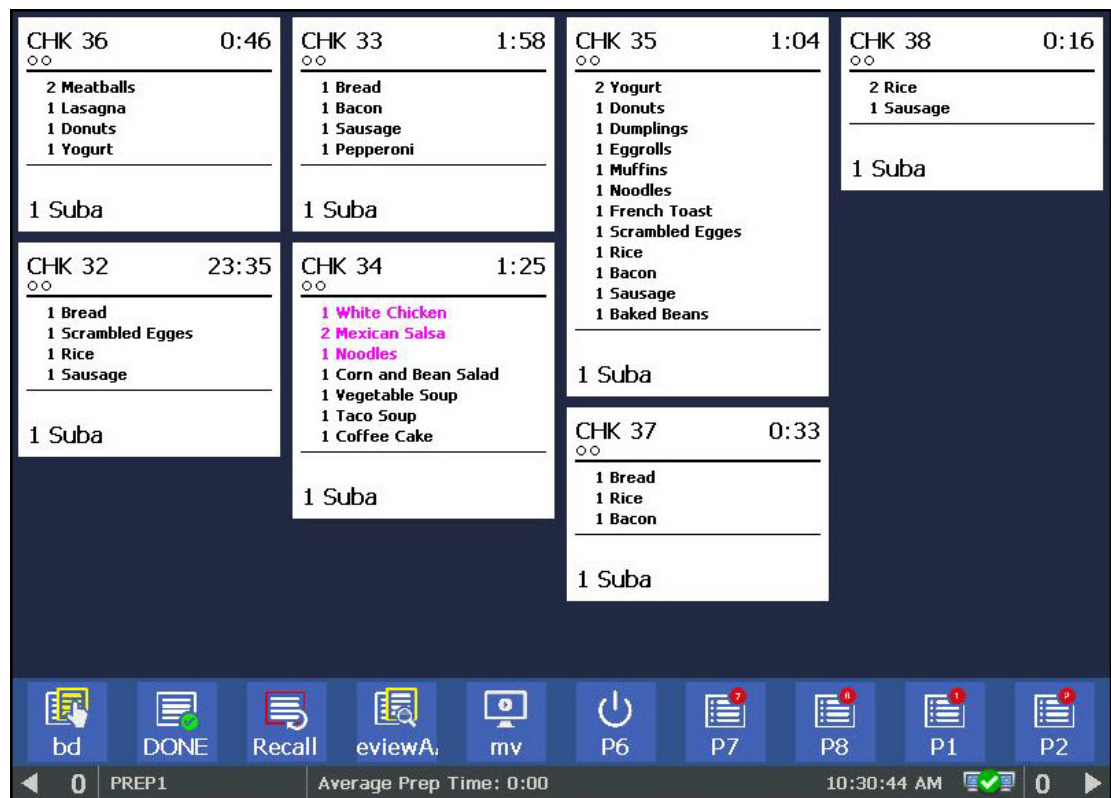 CHK 36 0:46
2 Meatballs
1 Lasagna
1 Donuts
1 Yogurt
1 Suba
CHK 32 23:35
1 Bread
1 Scrambled Egges
1 Rice
1 Sausage
1 Suba
CHK 33 1:58
1 Bread
1 Bacon
1 Sausage
1 Pepperoni
1 Suba
CHK 34 1:25
1 White Chicken
2 Mexican Salsa
1 Noodles
1 Corn and Bean Salad
1 Vegetable Soup
1 Taco Soup
1 Coffee Cake
1 Suba
CHK 35 1:04
2 Yogurt
1 Donuts
1 Dumplings
1 Eggrolls
1 Muffins
1 Noodles
1 French Toast
1 Scrambled Egges
1 Rice
1 Bacon
1 Sausage
1 Baked Beans
1 Suba
CHK 37 0:33
1 Bread
1 Rice
1 Bacon
1 Suba
CHK 38 0:16
2 Rice
1 Sausage
1 Suba
bd DONE Recall eviewA mv P6 P7 P8 P1 P2
0 PREP1 Average Prep Time: 0:00 10:30:44 AM 0